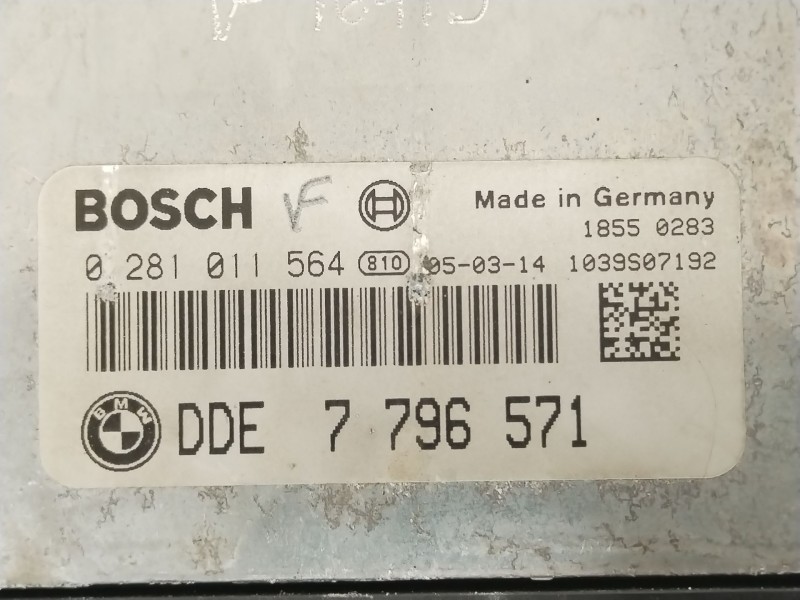 BOSCH VF Made in Germany
1855 0283
0 281 011 564 810 05-03-14 1039S07192
BMW DDE 7 796 571